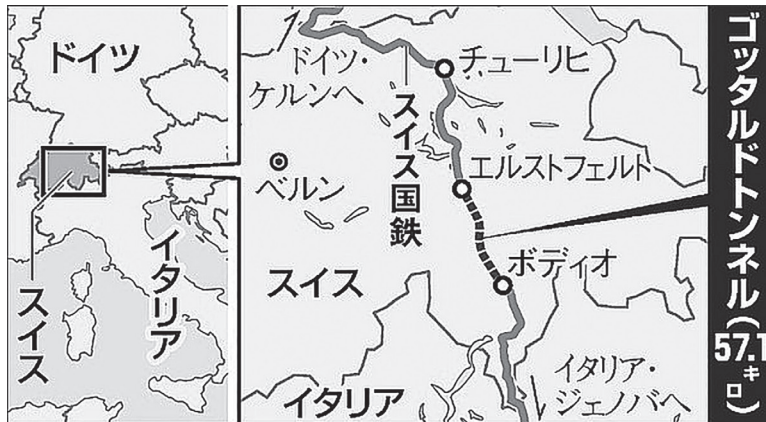 ドイツ
スイス
イタリア
ドイツ・
ケルンへ
チューリヒ
スイス国鉄
エルストフェルト
ベルン
ボディオ
スイス
イタリア
イタリア・
ジェノバへ
ゴッタルドトンネル(57.1キロ)